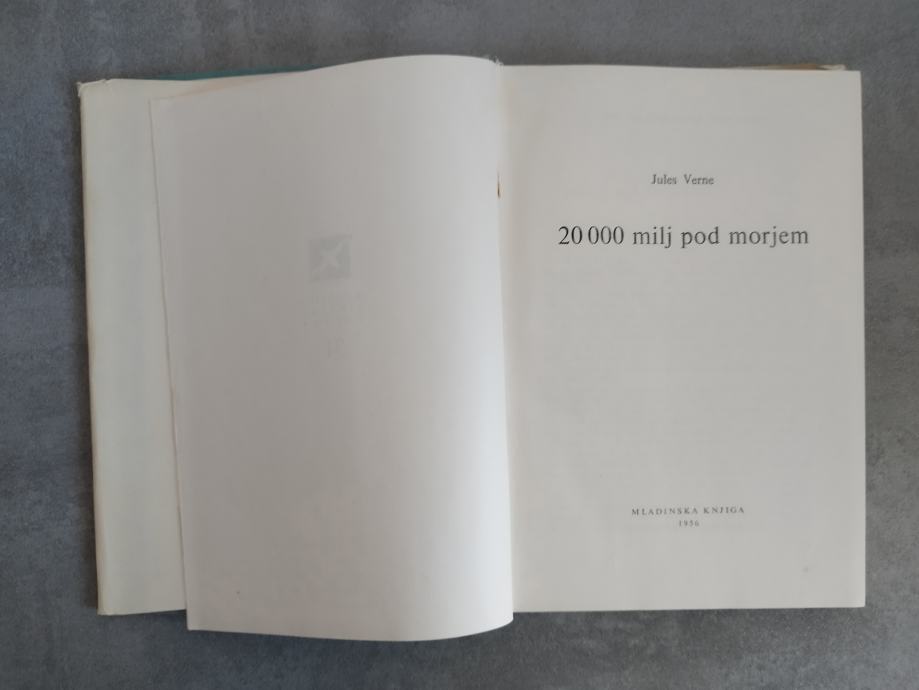 Jules Verne
20 000 milj pod morjem
MLADINSKA KNJIGA
1956